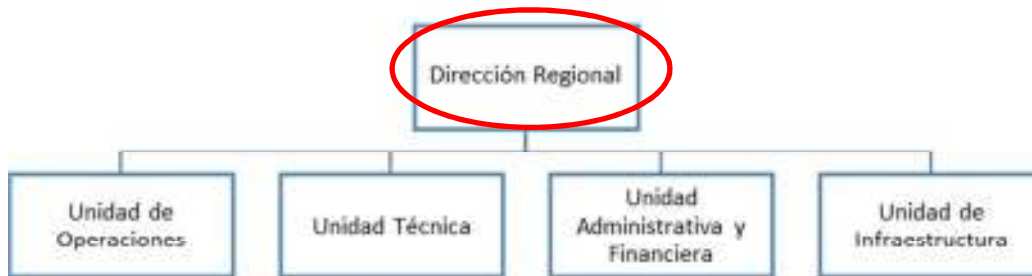 Dirección Regional
Unidad de
Operaciones
Unidad Técnica
Unidad
Administrativa y
Financiera
Unidad de
Infraestructura